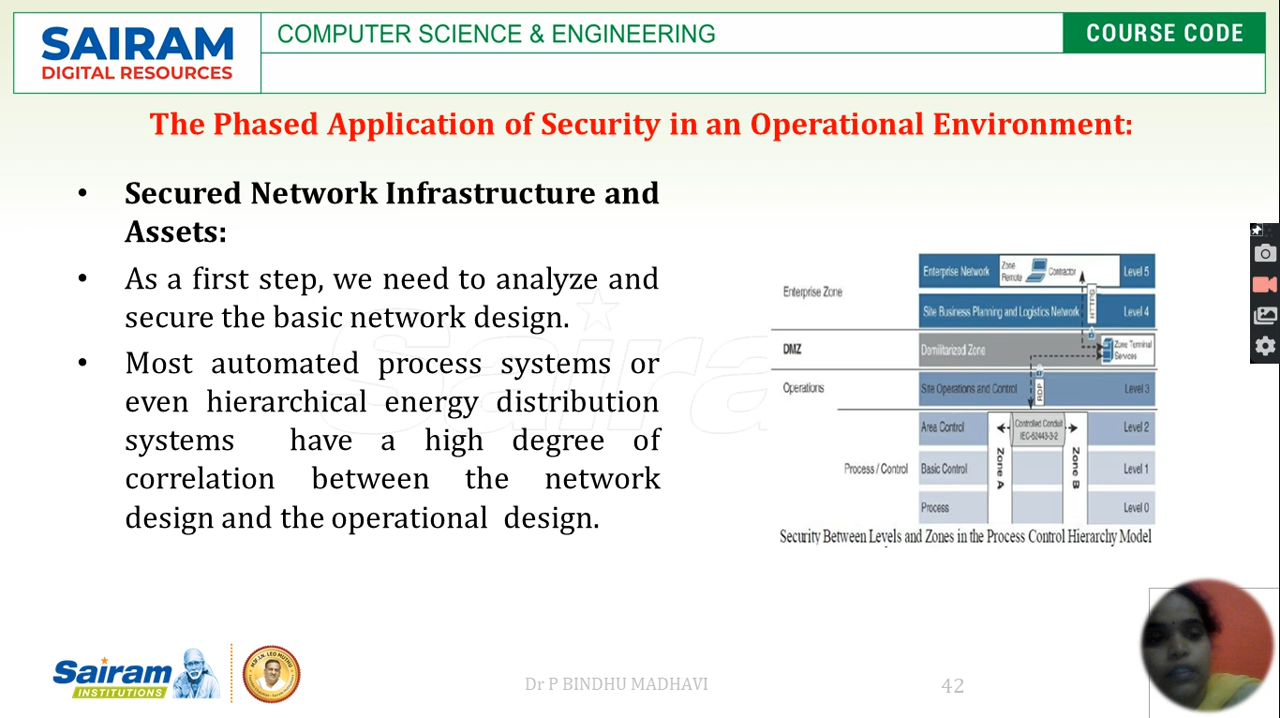 SAIRAM
DIGITAL RESOURCES
COMPUTER SCIENCE & ENGINEERING
COURSE CODE
The Phased Application of Security in an Operational Environment:
• Secured Network Infrastructure and
Assets:
• As a first step, we need to analyze and
secure the basic network design.
• Most automated process systems or
even hierarchical energy distribution
systems have a high degree of
correlation between the network
design and the operational design.
Enterprise Zone
DMZ
Operations
Process / Control
Enterprise Network
Zone
Remote
Contractor
Level 5
Site Business Planning and Logistics Network
Level 4
HTTPS
Demilitarized Zone
Zone Terminal
Services
Site Operations and Control
RDP
Level 3
Area Control
Controlled Conduit
IEC-62443-3-2
Level 2
Zone A
Zone B
Basic Control
Level 1
Process
Level 0
Security Between Levels and Zones in the Process Control Hierarchy Model
Sairam
INSTITUTIONS
Dr P BINDHU MADHAVI
42